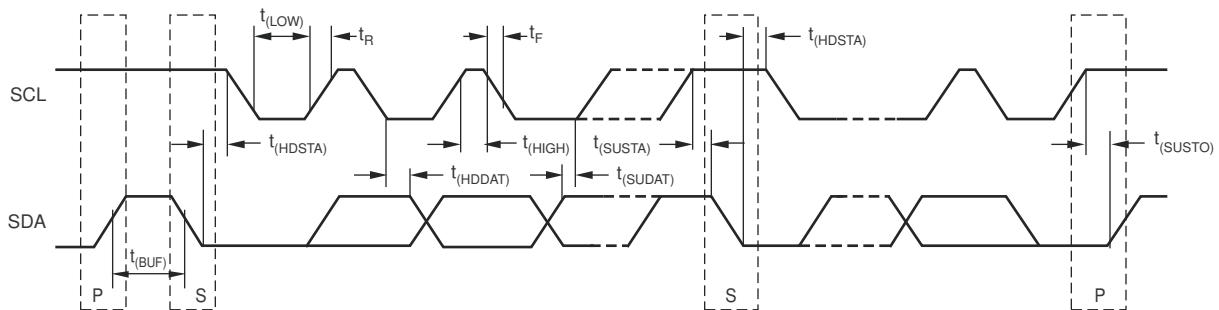 t(LOW)
tR
tF
t(HDSTA)
SCL
t(HDSTA)
t(HIGH)
t(SUSTA)
t(SUSTO)
t(HDDAT)
t(SUDAT)
SDA
t(BUF)
P
S
S
P